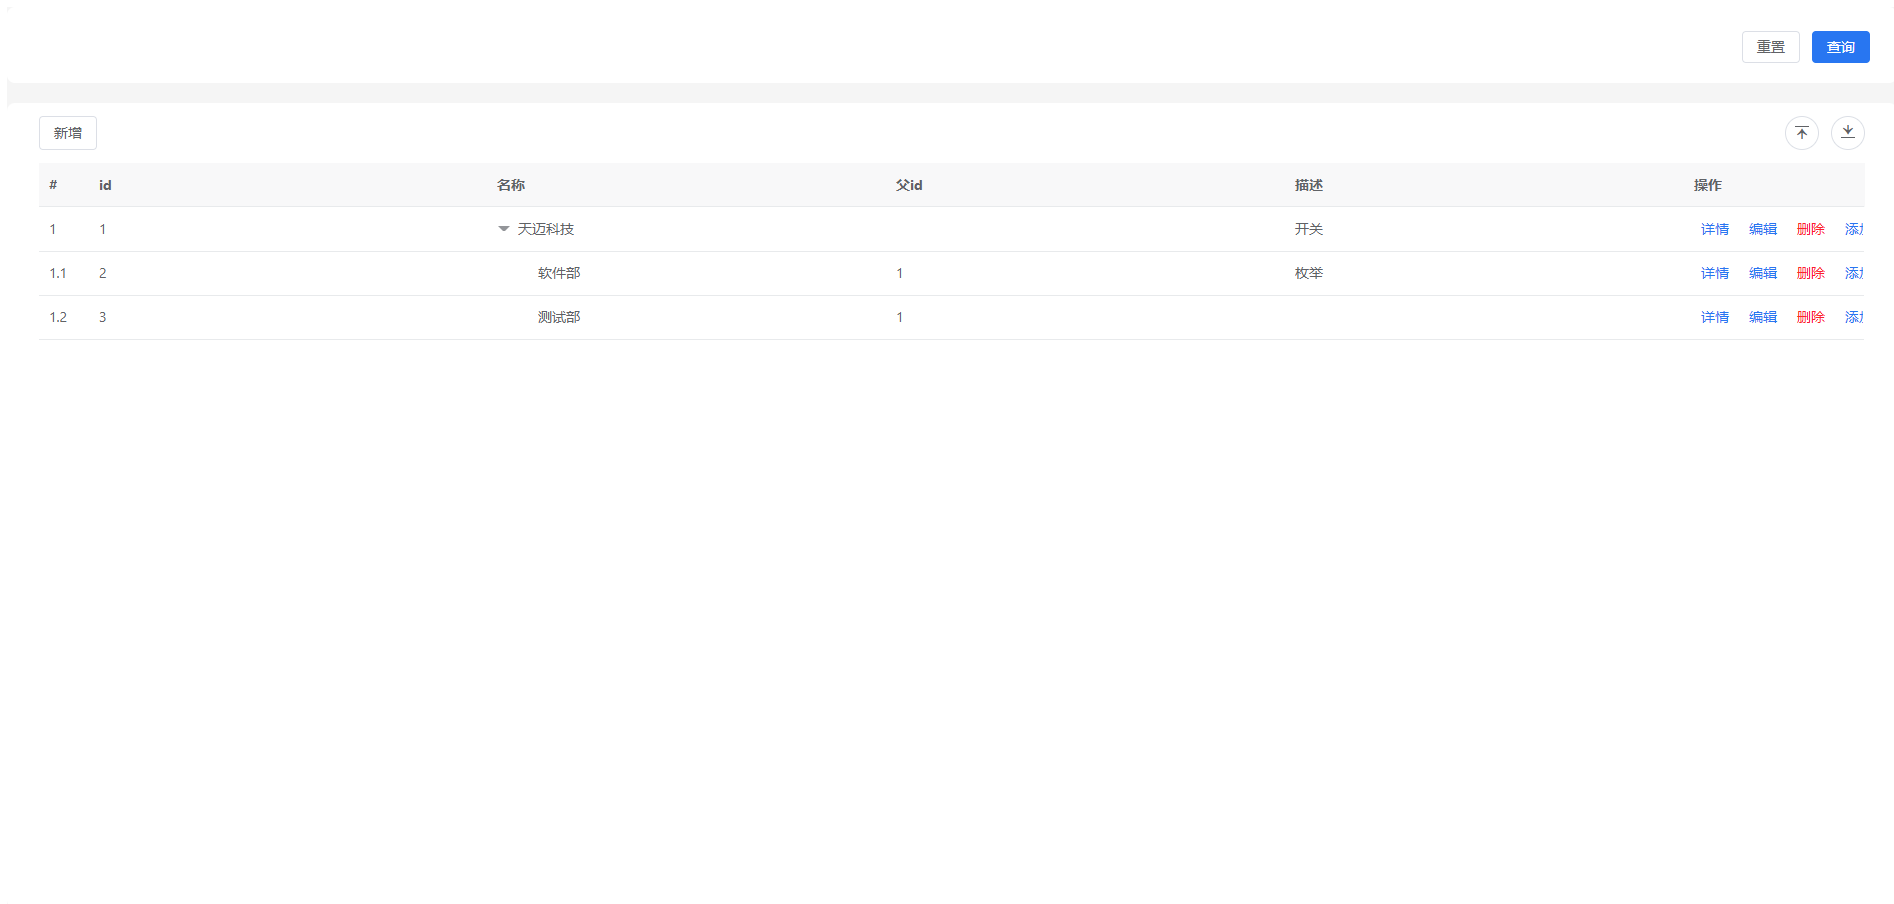 重置 查询
新增
# id 名称 父id 描述 操作
1 1 天迈科技 开关 详情 编辑 删除
1.1 2 软件部 1 枚举 详情 编辑 删除
1.2 3 测试部 1 详情 编辑 删除